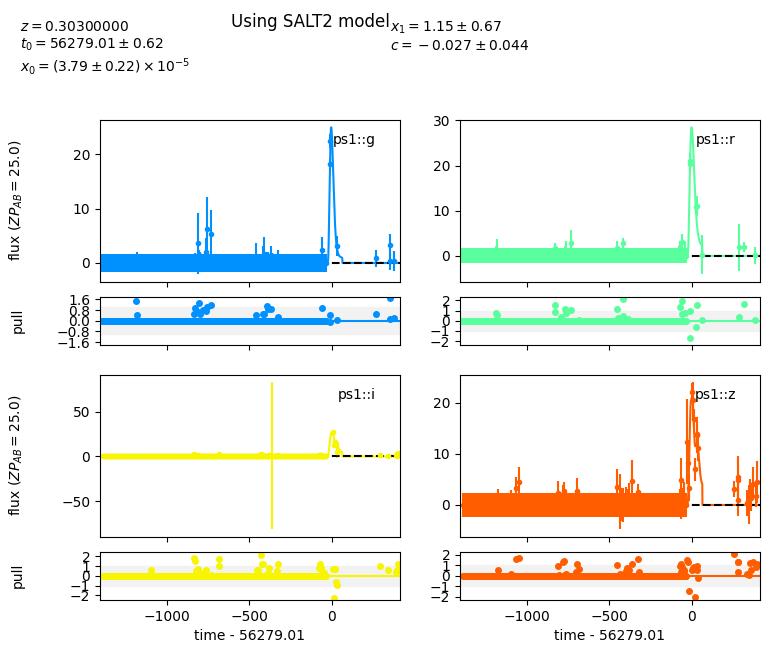 Using SALT2 model
z = 0.30300000
t₀ = 56279.01 ± 0.62
x₀ = (3.79 ± 0.22) × 10⁻⁵
x₁ = 1.15 ± 0.67
c = −0.027 ± 0.044
flux (ZP_AB = 25.0)
20
0
ps1::g
30
20
10
0
ps1::r
pull
1.6
0.8
0.0
−0.8
−1.6
2
1
0
−1
−2
flux (ZP_AB = 25.0)
50
0
−50
ps1::i
20
10
0
ps1::z
pull
2
1
0
−1
−2
2
1
0
−1
−2
−1000
−500
0
−1000
−500
0
time - 56279.01
time - 56279.01